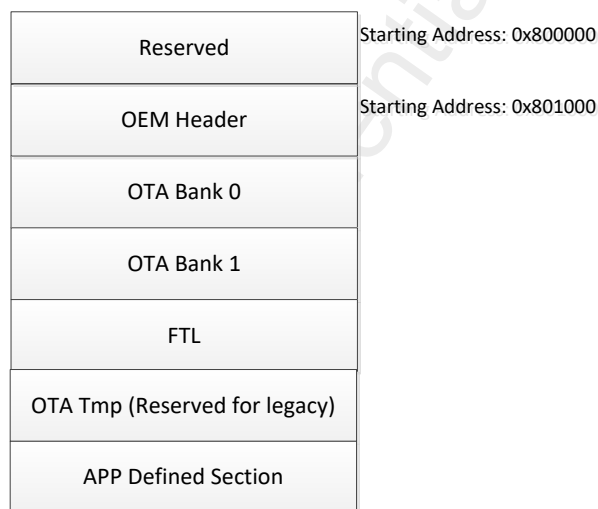 Reserved
Starting Address: 0x800000
OEM Header
Starting Address: 0x801000
OTA Bank 0
OTA Bank 1
FTL
OTA Tmp (Reserved for legacy)
APP Defined Section